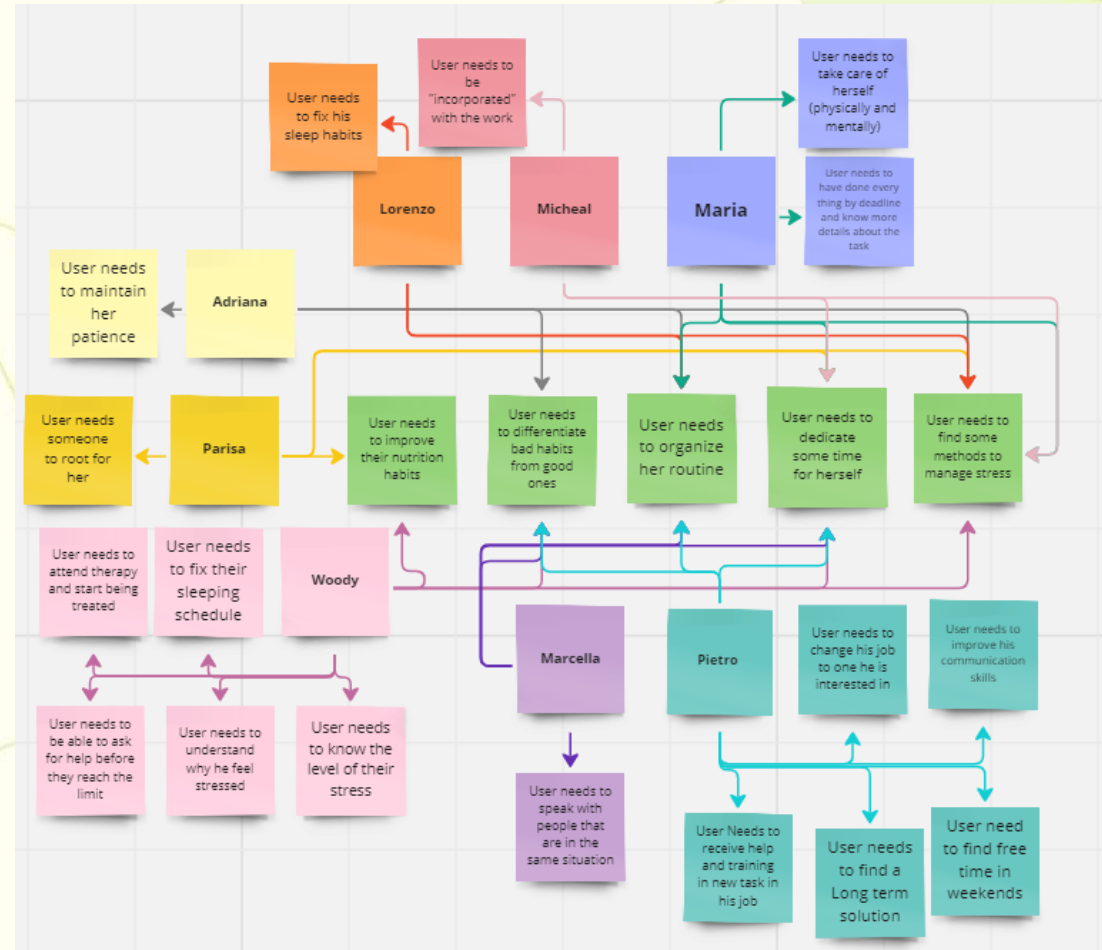 User needs
to fix his
sleep habits
User needs to
be
"incorporated"
with the work
User needs to
take care of
herself
(physically and
mentally)
Lorenzo
Micheal
Maria
User needs to
have done every
thing by deadline
and know more
details about the
task
User needs
to maintain
her
patience
Adriana
User needs
someone
to root for
her
Parisa
User needs
to improve
their nutrition
habits
User needs
to differentiate
bad habits
from good
ones
User needs
to organize
her routine
User needs to
dedicate
some time
for herself
User needs to
find some
methods to
manage stress
User needs to
attend therapy
and start being
treated
User needs
to fix their
sleeping
schedule
Woody
Marcella
Pietro
User needs to
change his job
to one he is
interested in
User needs to
improve his
communication
skills
User needs to
be able to ask
for help before
they reach the
limit
User needs to
understand
why he feel
stressed
User needs
to know the
level of their
stress
User needs to
speak with
people that
are in the
same situation
User Needs to
receive help
and training
in new task in
his job
User needs
to find a
Long term
solution
User need
to find free
time in
weekends